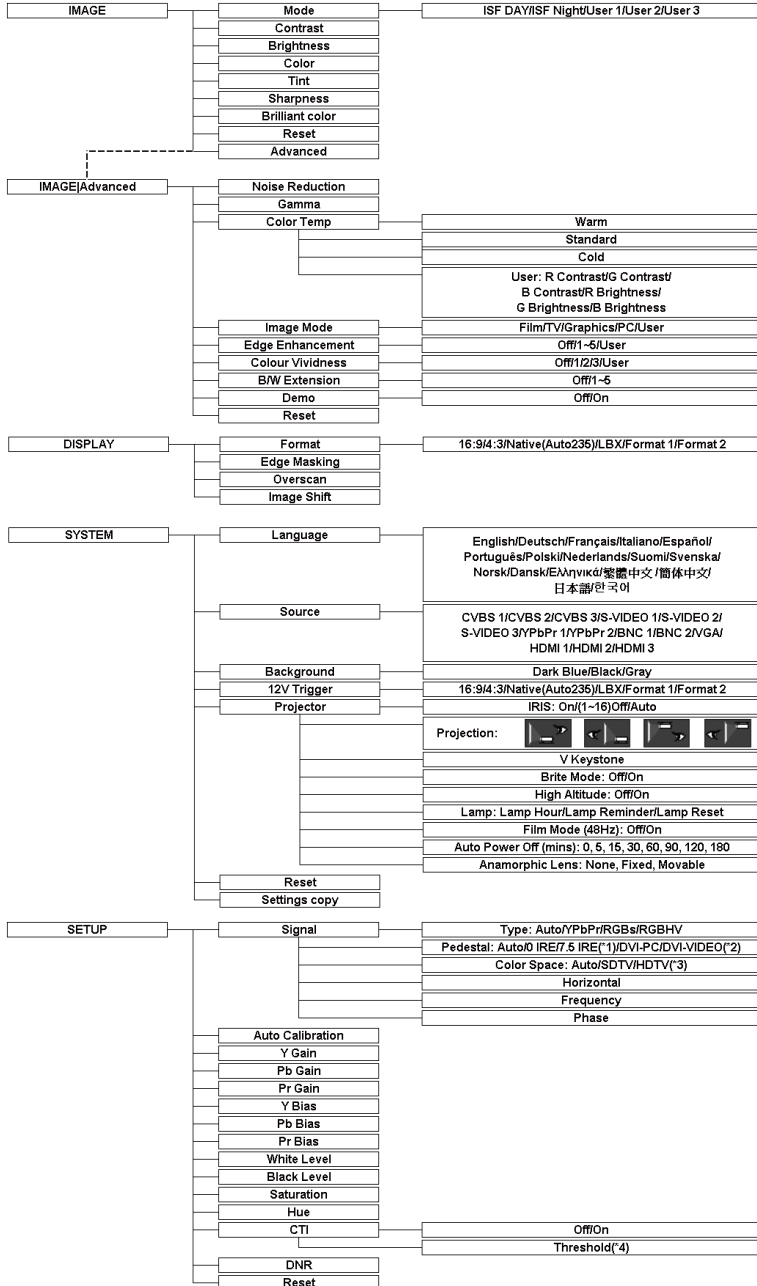 IMAGE
Mode
ISF DAY/ISF Night/User 1/User 2/User 3
Contrast
Brightness
Color
Tint
Sharpness
Brilliant color
Reset
Advanced
IMAGE|Advanced
Noise Reduction
Gamma
Color Temp
Warm
Standard
Cold
User: R Contrast/G Contrast/
B Contrast/R Brightness/
G Brightness/B Brightness
Image Mode
Film/TV/Graphics/PC/User
Edge Enhancement
Off/1~5/User
Colour Vividness
Off/1/2/3/User
B/W Extension
Off/1~5
Demo
Off/On
Reset
DISPLAY
Format
16:9/4:3/Native(Auto235)/LBX/Format 1/Format 2
Edge Masking
Overscan
Image Shift
SYSTEM
Language
English/Deutsch/Français/Italiano/Español/
Português/Polski/Nederlands/Suomi/Svenska/
Norsk/Dansk/Ελληνικά/繁體中文/簡体中文/
日本語/한국어
Source
CVBS 1/CVBS 2/CVBS 3/S-VIDEO 1/S-VIDEO 2/
S-VIDEO 3/YPbPr 1/YPbPr 2/BNC 1/BNC 2/VGA/
HDMI 1/HDMI 2/HDMI 3
Background
Dark Blue/Black/Gray
12V Trigger
16:9/4:3/Native(Auto235)/LBX/Format 1/Format 2
Projector
IRIS: On/(1~16)Off/Auto
Projection:
V Keystone
Brite Mode: Off/On
High Altitude: Off/On
Lamp: Lamp Hour/Lamp Reminder/Lamp Reset
Film Mode (48Hz): Off/On
Auto Power Off (mins): 0, 5, 15, 30, 60, 90, 120, 180
Anamorphic Lens: None, Fixed, Movable
Reset
Settings copy
SETUP
Signal
Type: Auto/YPbPr/RGBs/RGBHV
Pedestal: Auto/0 IRE/7.5 IRE(*1)/DVI-PC/DVI-VIDEO(*2)
Color Space: Auto/SDTV/HDTV(*3)
Horizontal
Frequency
Phase
Auto Calibration
Y Gain
Pb Gain
Pr Gain
Y Bias
Pb Bias
Pr Bias
White Level
Black Level
Saturation
Hue
CTI
Off/On
Threshold(*4)
DNR
Reset